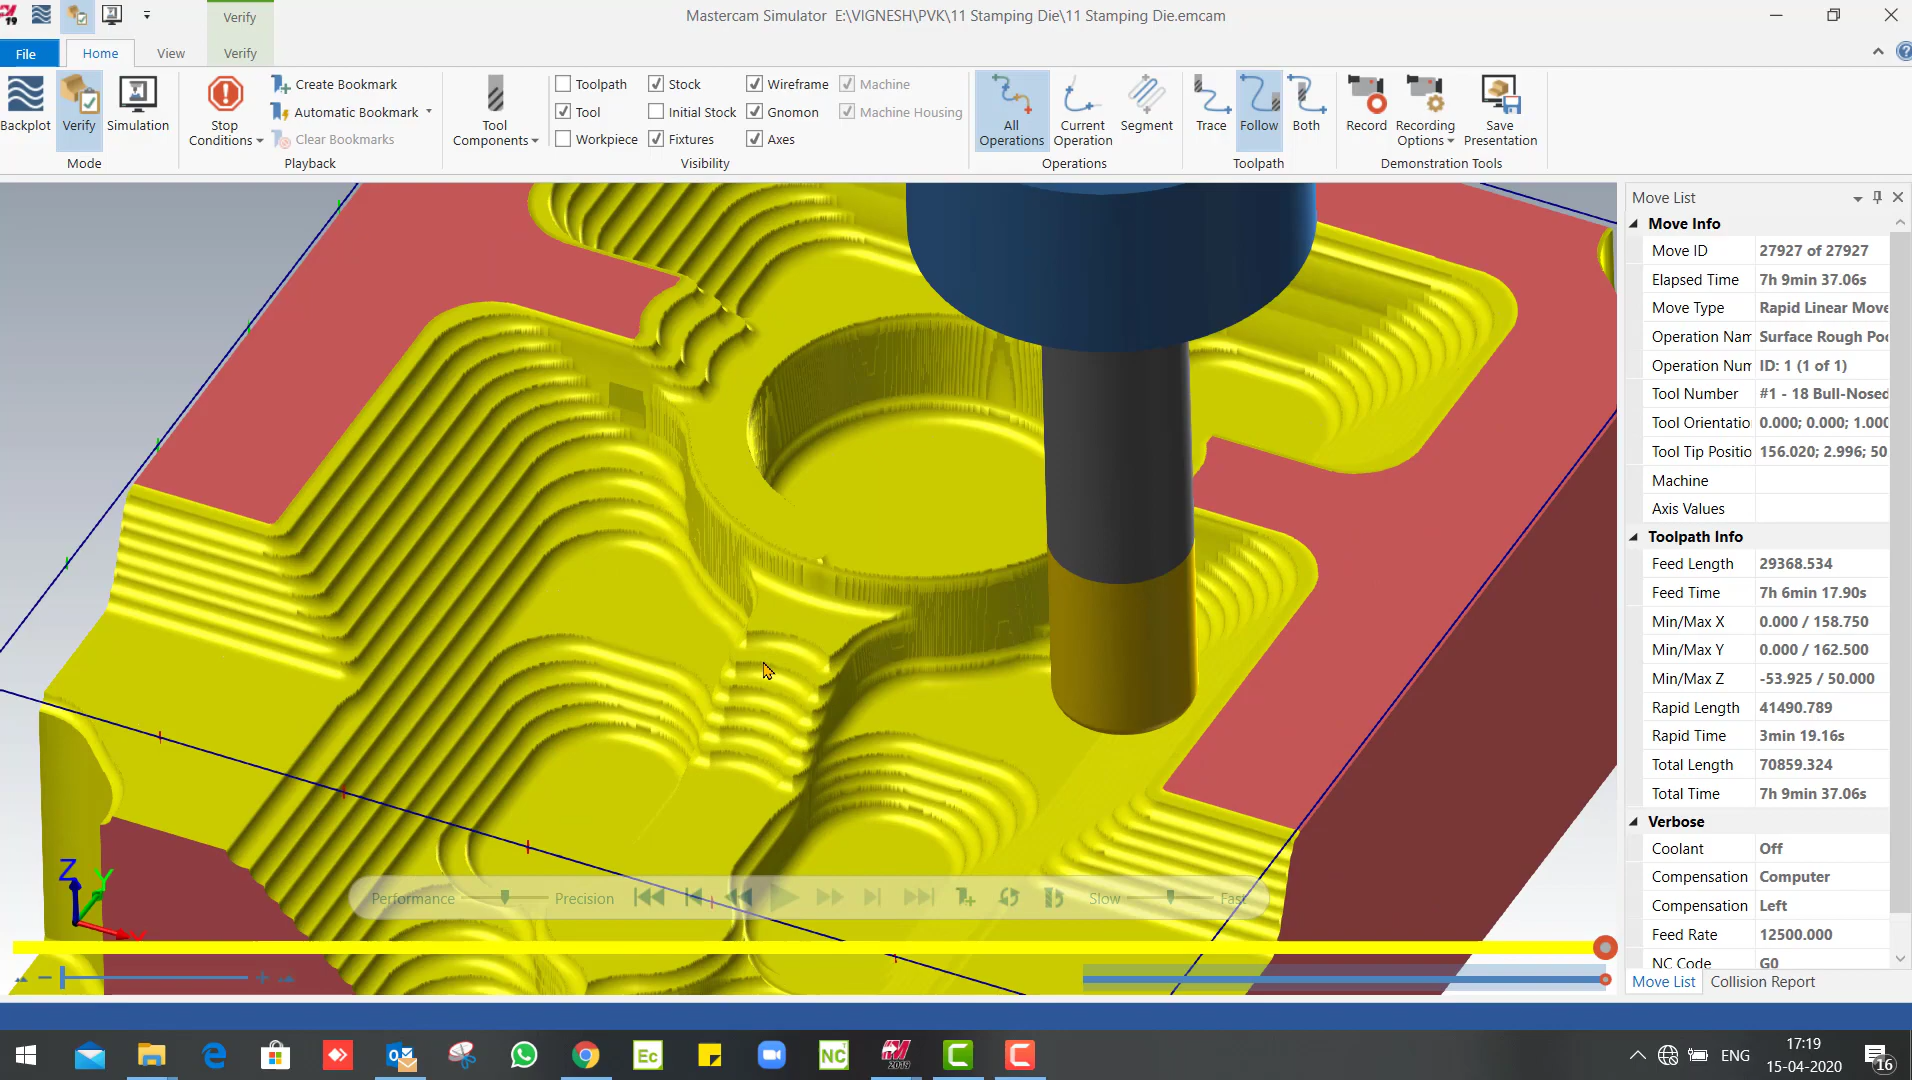 Verify
Mastercam Simulator E:\VIGNESH\PVK\11 Stamping Die\11 Stamping Die.emcam
File
Home
View
Verify
Backplot
Verify
Simulation
Mode
Stop Conditions
Create Bookmark
Automatic Bookmark
Clear Bookmarks
Playback
Tool Components
Toolpath
Tool
Workpiece
Stock
Initial Stock
Fixtures
Wireframe
Gnomon
Axes
Machine
Machine Housing
Visibility
All Operations
Current Operation
Segment
Operations
Trace
Follow
Both
Toolpath
Record
Recording Options
Save Presentation
Demonstration Tools
Move List
Move Info
Move ID 27927 of 27927
Elapsed Time 7h 9min 37.06s
Move Type Rapid Linear Move
Operation Nam Surface Rough Poc
Operation Num ID: 1 (1 of 1)
Tool Number #1 - 18 Bull-Nosed
Tool Orientatio 0.000; 0.000; 1.000
Tool Tip Positio 156.020; 2.996; 50
Machine
Axis Values
Toolpath Info
Feed Length 29368.534
Feed Time 7h 6min 17.90s
Min/Max X 0.000 / 158.750
Min/Max Y 0.000 / 162.500
Min/Max Z -53.925 / 50.000
Rapid Length 41490.789
Rapid Time 3min 19.16s
Total Length 70859.324
Total Time 7h 9min 37.06s
Verbose
Coolant Off
Compensation Computer
Compensation Left
Feed Rate 12500.000
NC Code G0
Move List
Collision Report
Z
Y
X
Performance
Precision
Slow
Fast
Ec
NC
2019
ENG
17:19
15-04-2020
16